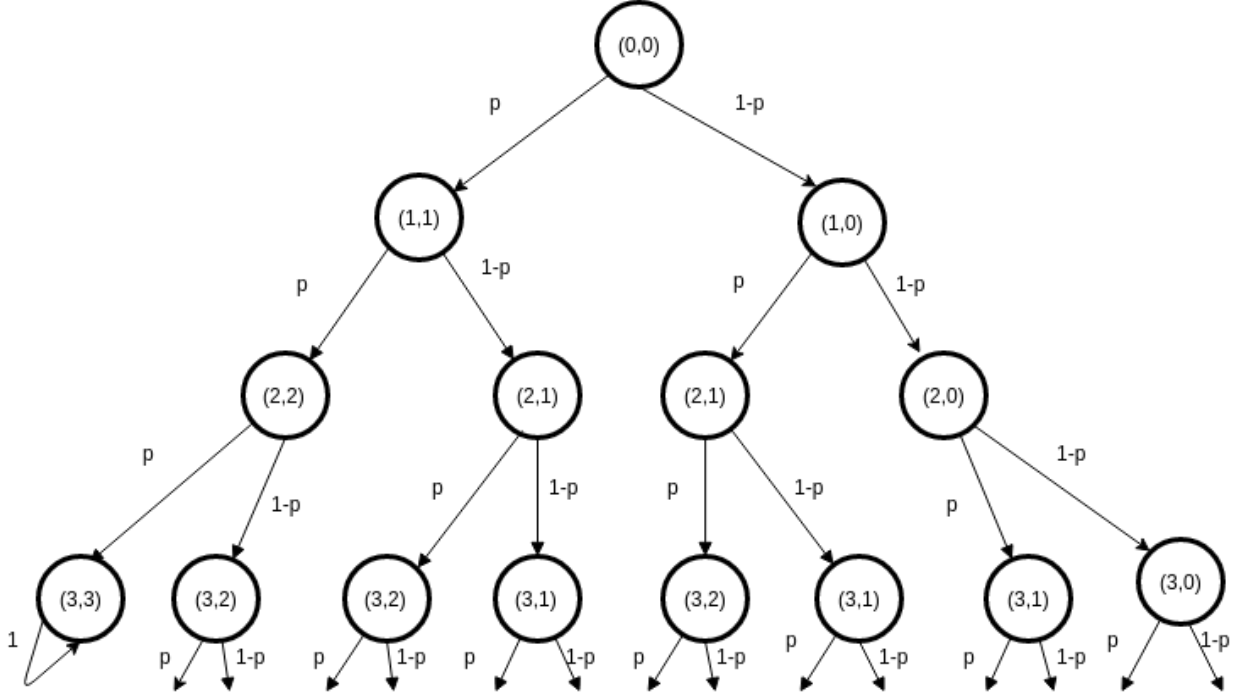 (0,0)
p 1-p
(1,1) (1,0)
p 1-p p 1-p
(2,2) (2,1) (2,1) (2,0)
p 1-p p 1-p p 1-p p 1-p
(3,3) (3,2) (3,2) (3,1) (3,2) (3,1) (3,1) (3,0)
1 p 1-p p 1-p p 1-p p 1-p p 1-p p 1-p p 1-p